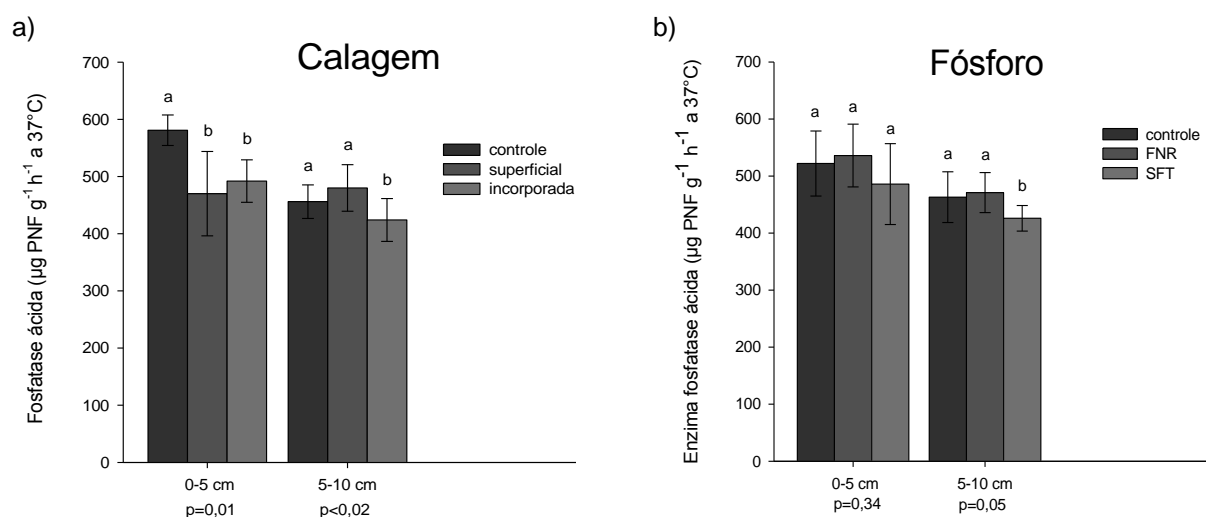 a)
Calagem
Fosfatase ácida (µg PNF g⁻¹ h⁻¹ a 37°C)
700
600
500
400
300
200
100
0
a
b
b
a
a
b
controle
superficial
incorporada
0-5 cm
5-10 cm
p=0,01
p<0,02
b)
Fósforo
Enzima fosfatase ácida (µg PNF g⁻¹ h⁻¹ a 37°C)
700
600
500
400
300
200
100
0
a
a
a
a
a
b
controle
FNR
SFT
0-5 cm
5-10 cm
p=0,34
p=0,05